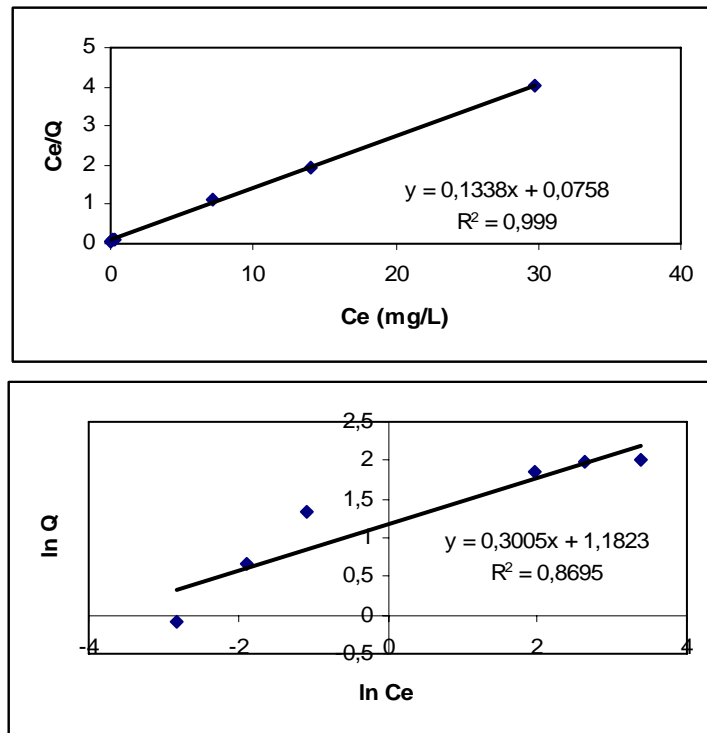 5
4
3
2
1
0
Ce/Q
y = 0,1338x + 0,0758
R² = 0,999
0 10 20 30 40
Ce (mg/L)
2,5
2
1,5
1
0,5
0
0,5
ln Q
y = 0,3005x + 1,1823
R² = 0,8695
-4 -2 0 2 4
ln Ce